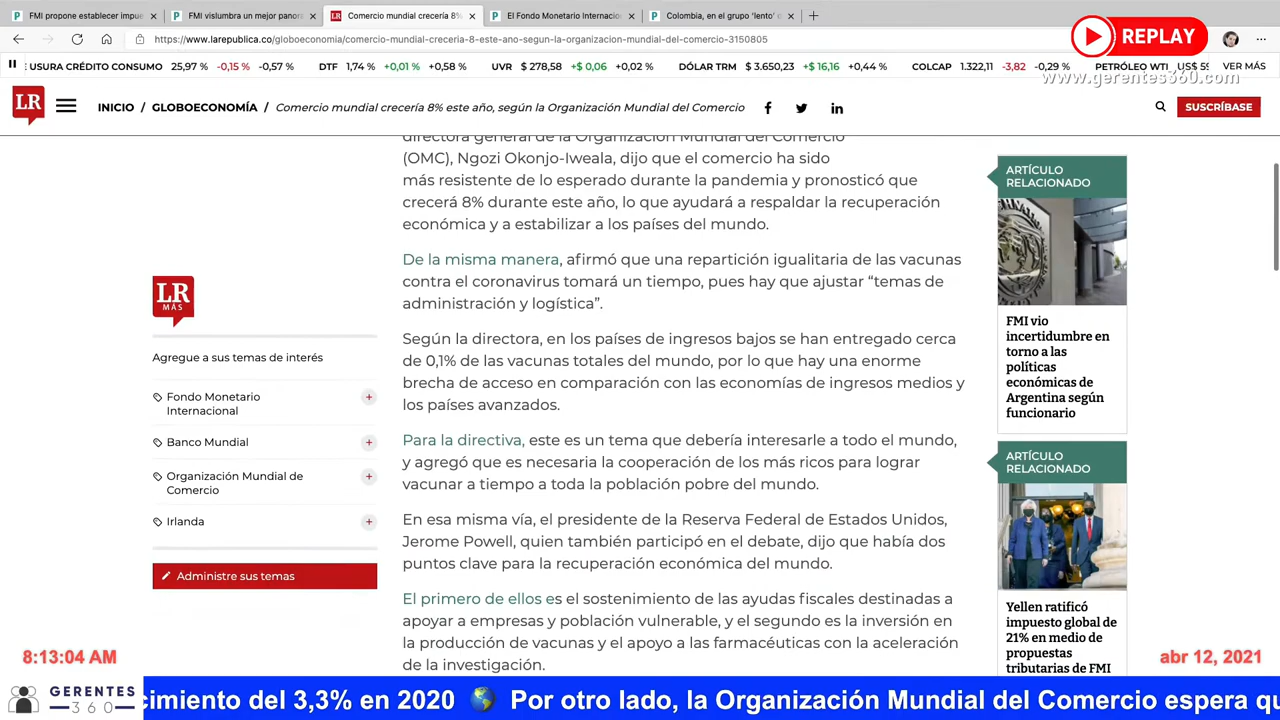 FMI propone establecer impue
FMI vislumbra un mejor panora
Comercio mundial crecería 8%
El Fondo Monetario Internacio
Colombia, en el grupo 'lento' e
https://www.larepublica.co/globoeconomia/comercio-mundial-creceria-8-este-ano-segun-la-organizacion-mundial-del-comercio-3150805
REPLAY
USURA CRÉDITO CONSUMO 25,97 % -0,15 % -0,57 % DTF 1,74 % +0,01 % +0,58 % UVR $ 278,58 +$ 0,06 +0,02 % DÓLAR TRM $ 3.650,23 +$ 16,16 +0,44 % COLCAP 1.322,11 -3,82 -0,29 % PETRÓLEO WTI US$ VER MÁS
www.gerentes360.com
LR
INICIO / GLOBOECONOMÍA / Comercio mundial crecería 8% este año, según la Organización Mundial del Comercio
SUSCRÍBASE
directora general de la Organización Mundial del Comercio
(OMC), Ngozi Okonjo-Iweala, dijo que el comercio ha sido
más resistente de lo esperado durante la pandemia y pronosticó que
crecerá 8% durante este año, lo que ayudará a respaldar la recuperación
económica y a estabilizar a los países del mundo.
De la misma manera, afirmó que una repartición igualitaria de las vacunas
contra el coronavirus tomará un tiempo, pues hay que ajustar “temas de
administración y logística”.
Según la directora, en los países de ingresos bajos se han entregado cerca
de 0,1% de las vacunas totales del mundo, por lo que hay una enorme
brecha de acceso en comparación con las economías de ingresos medios y
los países avanzados.
Para la directiva, este es un tema que debería interesarle a todo el mundo,
y agregó que es necesaria la cooperación de los más ricos para lograr
vacunar a tiempo a toda la población pobre del mundo.
En esa misma vía, el presidente de la Reserva Federal de Estados Unidos,
Jerome Powell, quien también participó en el debate, dijo que había dos
puntos clave para la recuperación económica del mundo.
El primero de ellos es el sostenimiento de las ayudas fiscales destinadas a
apoyar a empresas y población vulnerable, y el segundo es la inversión en
la producción de vacunas y el apoyo a las farmacéuticas con la aceleración
de la investigación.
LR
MÁS
Agregue a sus temas de interés
Fondo Monetario
Internacional
Banco Mundial
Organización Mundial de
Comercio
Irlanda
Administre sus temas
ARTÍCULO
RELACIONADO
FMI vio
incertidumbre en
torno a las
políticas
económicas de
Argentina según
funcionario
ARTÍCULO
RELACIONADO
Yellen ratificó
impuesto global de
21% en medio de
propuestas
tributarias de FMI
8:13:04 AM
abr 12, 2021
GERENTES
360
cimiento del 3,3% en 2020 Por otro lado, la Organización Mundial del Comercio espera qu